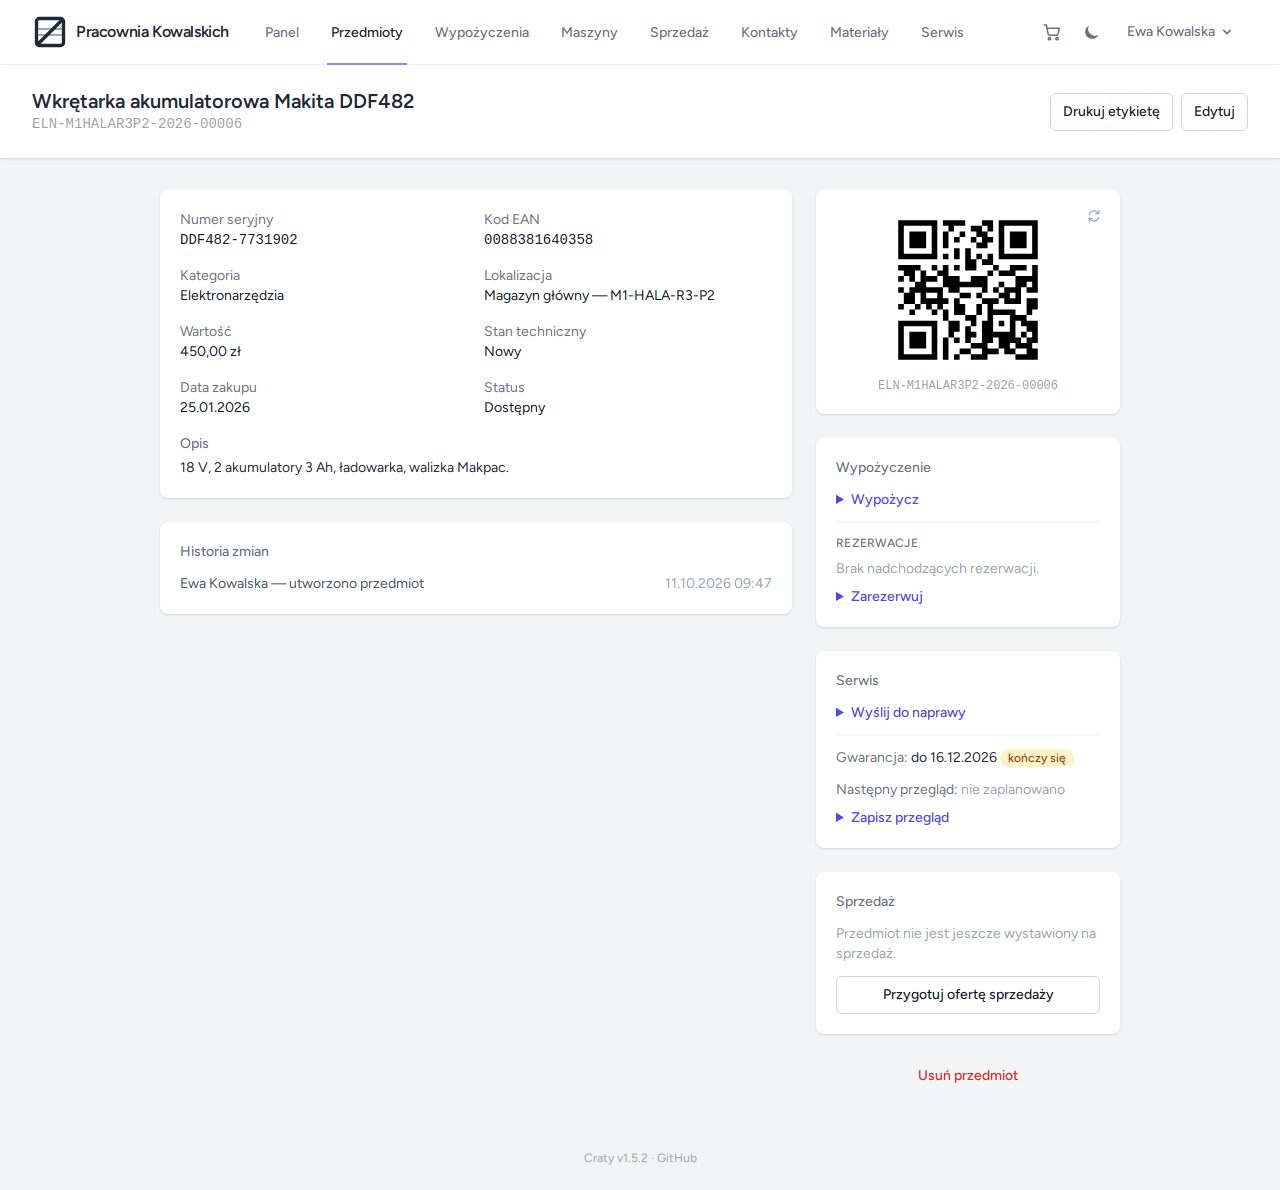 Pracownia Kowalskich
Panel
Przedmioty
Wypożyczenia
Maszyny
Sprzedaż
Kontakty
Materiały
Serwis
Ewa Kowalska
Wkrętarka akumulatorowa Makita DDF482
ELN-M1HALAR3P2-2026-00006
Drukuj etykietę
Edytuj
Numer seryjny
DDF482-7731902
Kod EAN
0088381640358
Kategoria
Elektronarzędzia
Lokalizacja
Magazyn główny — M1-HALA-R3-P2
Wartość
450,00 zł
Stan techniczny
Nowy
Data zakupu
25.01.2026
Status
Dostępny
Opis
18 V, 2 akumulatory 3 Ah, ładowarka, walizka Makpac.
Historia zmian
Ewa Kowalska — utworzono przedmiot
11.10.2026 09:47
ELN-M1HALAR3P2-2026-00006
Wypożyczenie
Wypożycz
REZERWACJE
Brak nadchodzących rezerwacji.
Zarezerwuj
Serwis
Wyślij do naprawy
Gwarancja: do 16.12.2026 kończy się
Następny przegląd: nie zaplanowano
Zapisz przegląd
Sprzedaż
Przedmiot nie jest jeszcze wystawiony na
sprzedaż.
Przygotuj ofertę sprzedaży
Usuń przedmiot
Craty v1.5.2 · GitHub